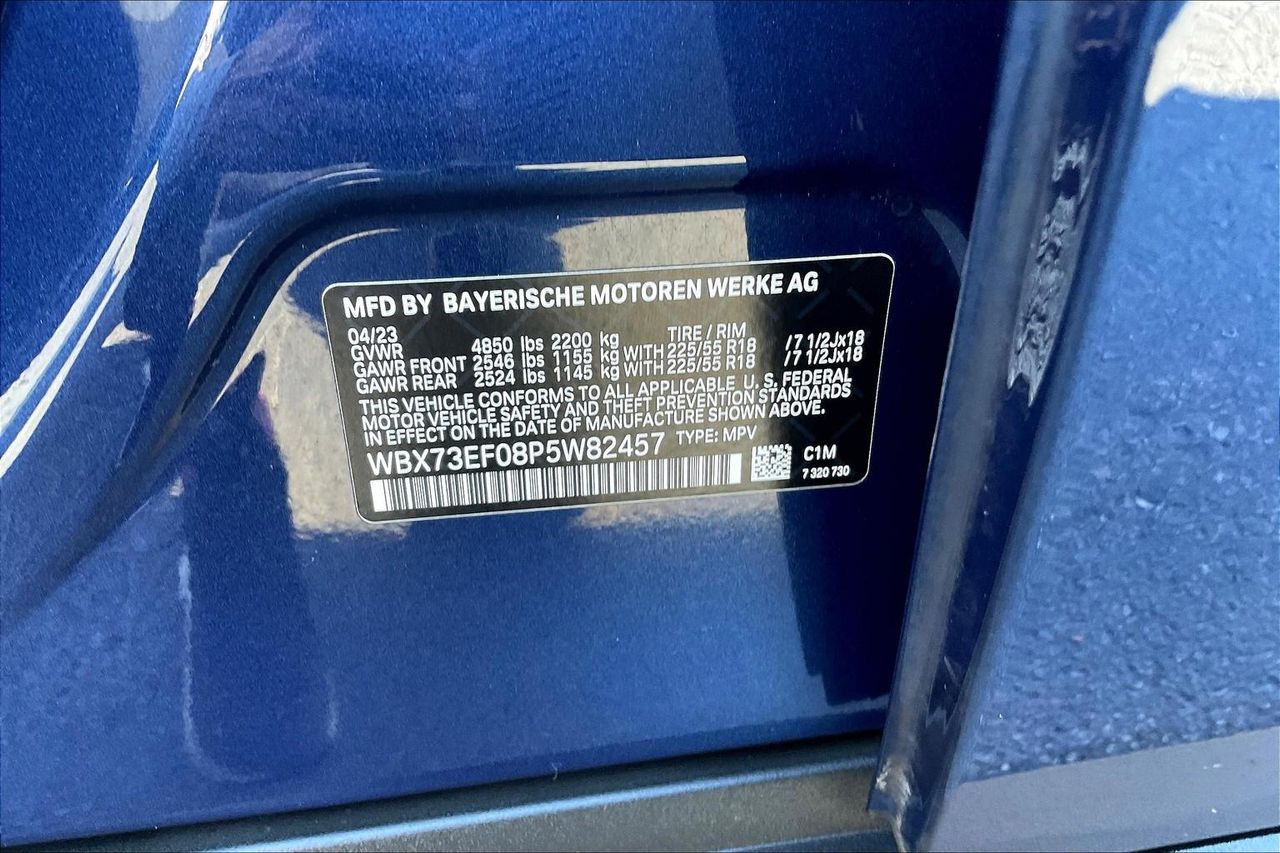 MFD BY BAYERISCHE MOTOREN WERKE AG
04/23 TIRE / RIM
GVWR 4850 lbs 2200 kg
GAWR FRONT 2546 lbs 1155 kg WITH 225/55 R18 /7 1/2Jx18
GAWR REAR 2524 lbs 1145 kg WITH 225/55 R18 /7 1/2Jx18
THIS VEHICLE CONFORMS TO ALL APPLICABLE U. S. FEDERAL
MOTOR VEHICLE SAFETY AND THEFT PREVENTION STANDARDS
IN EFFECT ON THE DATE OF MANUFACTURE SHOWN ABOVE.
WBX73EF08P5W82457 TYPE: MPV
C1M
7 320 730